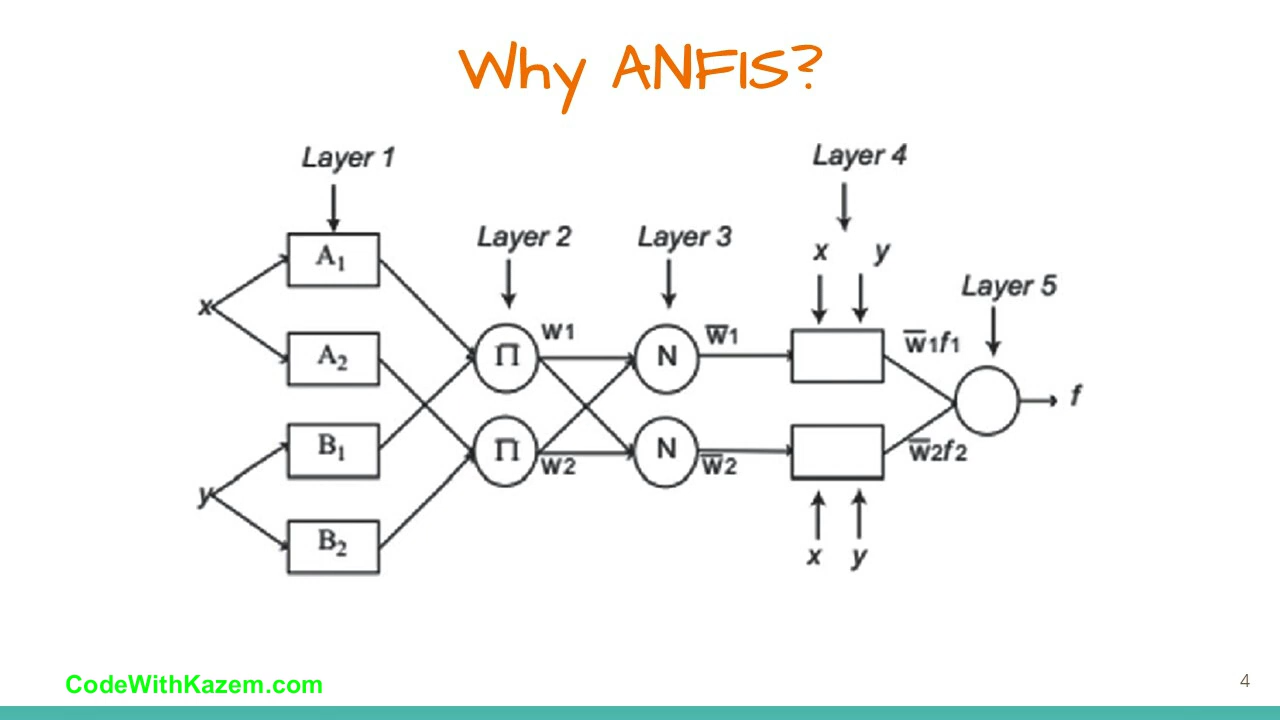 Why ANFIS?
Layer 1
Layer 4
Layer 2
Layer 3
x y
Layer 5
A₁
x
A₂
W1
Π
N
w̅1
w̅1f1
f
B₁
Π
W2
N
w̅2
w̅2f2
y
B₂
x y
CodeWithKazem.com
4